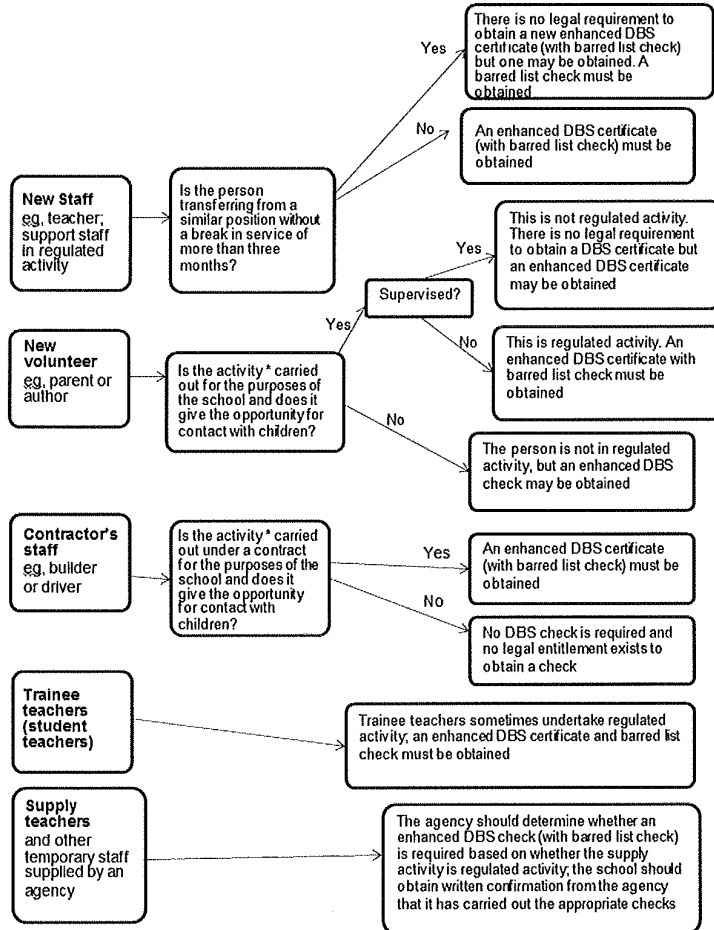 There is no legal requirement to
obtain a new enhanced DBS
certificate (with barred list check)
but one may be obtained. A
barred list check must be
obtained
Yes
No
An enhanced DBS certificate
(with barred list check) must be
obtained
New Staff
eg, teacher;
support staff
in regulated
activity
Is the person
transferring from a
similar position without
a break in service of
more than three
months?
This is not regulated activity.
There is no legal requirement
to obtain a DBS certificate but
an enhanced DBS certificate
may be obtained
Yes
Supervised?
Yes
No
This is regulated activity. An
enhanced DBS certificate with
barred list check must be
obtained
New
volunteer
eg, parent or
author
Is the activity * carried
out for the purposes of
the school and does it
give the opportunity for
contact with children?
No
The person is not in regulated
activity, but an enhanced DBS
check may be obtained
Contractor's
staff
eg, builder
or driver
Is the activity * carried
out under a contract
for the purposes of the
school and does it
give the opportunity
for contact with
children?
Yes
An enhanced DBS certificate
(with barred list check) must be
obtained
No
No DBS check is required and
no legal entitlement exists to
obtain a check
Trainee
teachers
(student
teachers)
Trainee teachers sometimes undertake regulated
activity; an enhanced DBS certificate and barred list
check must be obtained
Supply
teachers
and other
temporary staff
supplied by an
agency
The agency should determine whether an
enhanced DBS check (with barred list check)
is required based on whether the supply
activity is regulated activity; the school should
obtain written confirmation from the agency
that it has carried out the appropriate checks